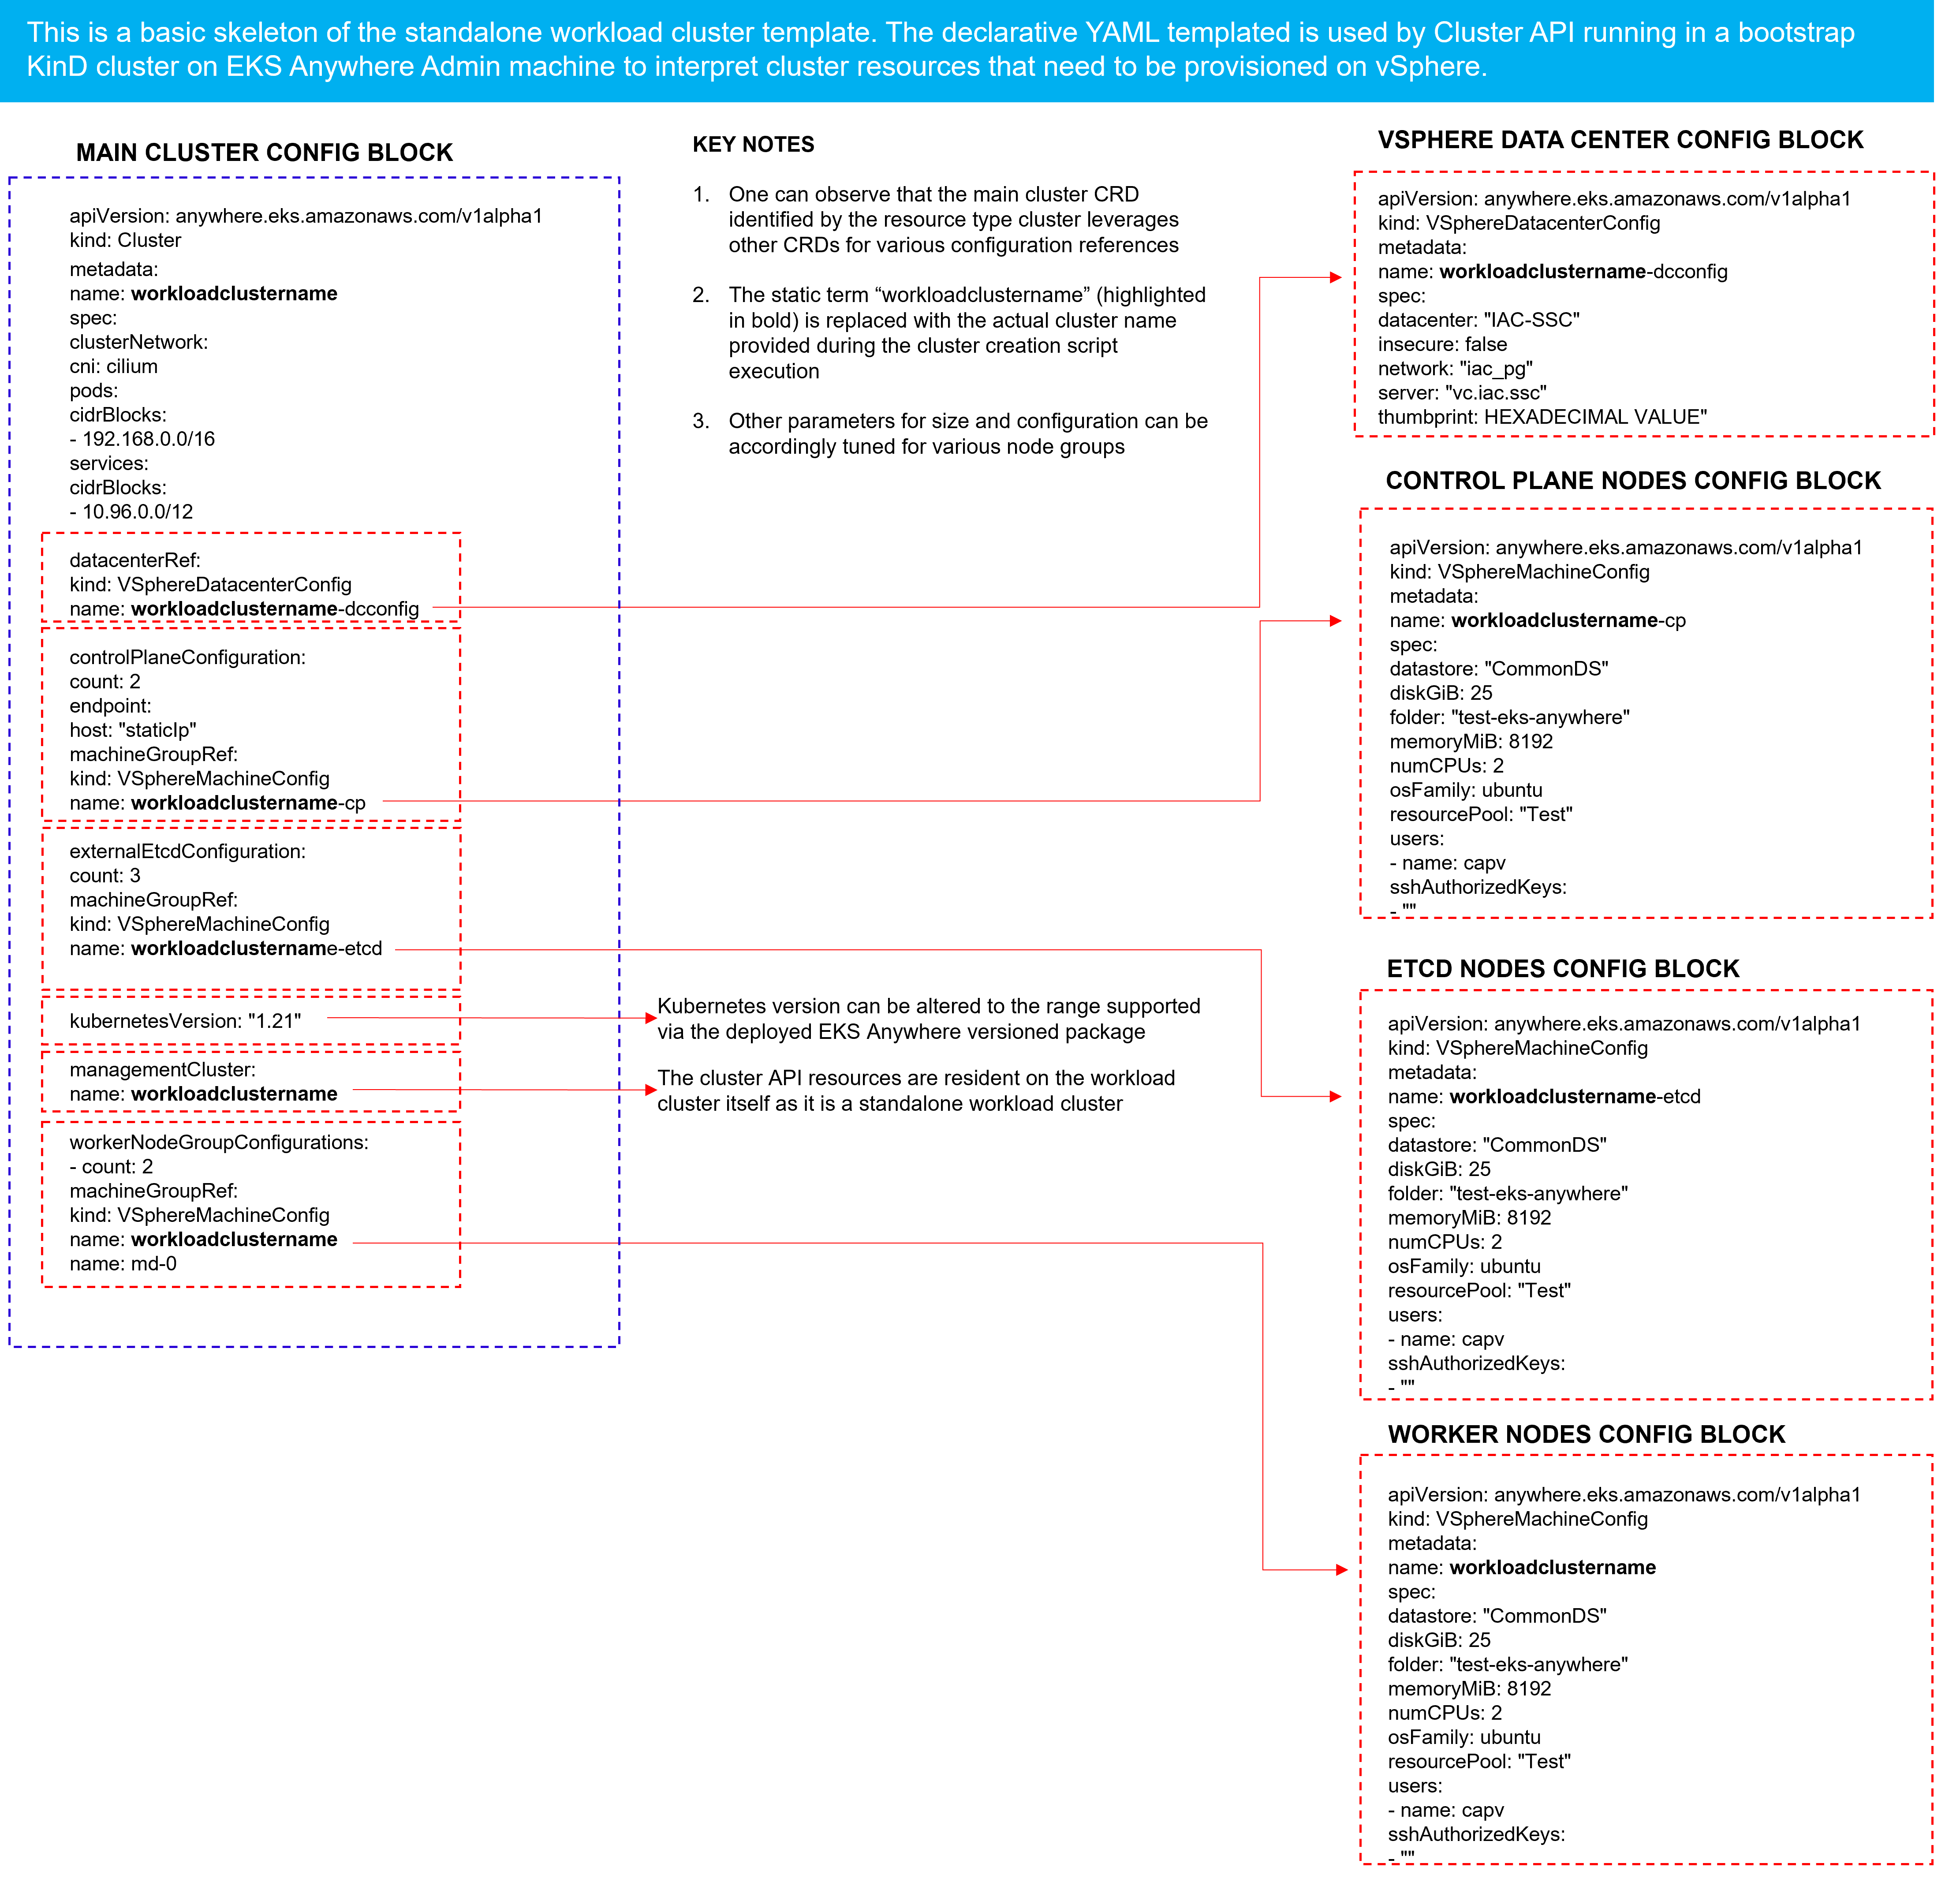 This is a basic skeleton of the standalone workload cluster template. The declarative YAML templated is used by Cluster API running in a bootstrap
KinD cluster on EKS Anywhere Admin machine to interpret cluster resources that need to be provisioned on vSphere.
MAIN CLUSTER CONFIG BLOCK
apiVersion: anywhere.eks.amazonaws.com/v1alpha1
kind: Cluster
metadata:
name: workloadclustername
spec:
clusterNetwork:
cni: cilium
pods:
cidrBlocks:
- 192.168.0.0/16
services:
cidrBlocks:
- 10.96.0.0/12
datacenterRef:
kind: VSphereDatacenterConfig
name: workloadclustername-dcconfig
controlPlaneConfiguration:
count: 2
endpoint:
host: "staticIp"
machineGroupRef:
kind: VSphereMachineConfig
name: workloadclustername-cp
externalEtcdConfiguration:
count: 3
machineGroupRef:
kind: VSphereMachineConfig
name: workloadclustername-etcd
kubernetesVersion: "1.21"
managementCluster:
name: workloadclustername
workerNodeGroupConfigurations:
- count: 2
machineGroupRef:
kind: VSphereMachineConfig
name: workloadclustername
name: md-0
KEY NOTES
1. One can observe that the main cluster CRD
identified by the resource type cluster leverages
other CRDs for various configuration references
2. The static term “workloadclustername” (highlighted
in bold) is replaced with the actual cluster name
provided during the cluster creation script
execution
3. Other parameters for size and configuration can be
accordingly tuned for various node groups
Kubernetes version can be altered to the range supported
via the deployed EKS Anywhere versioned package
The cluster API resources are resident on the workload
cluster itself as it is a standalone workload cluster
VSPHERE DATA CENTER CONFIG BLOCK
apiVersion: anywhere.eks.amazonaws.com/v1alpha1
kind: VSphereDatacenterConfig
metadata:
name: workloadclustername-dcconfig
spec:
datacenter: "IAC-SSC"
insecure: false
network: "iac_pg"
server: "vc.iac.ssc"
thumbprint: HEXADECIMAL VALUE"
CONTROL PLANE NODES CONFIG BLOCK
apiVersion: anywhere.eks.amazonaws.com/v1alpha1
kind: VSphereMachineConfig
metadata:
name: workloadclustername-cp
spec:
datastore: "CommonDS"
diskGiB: 25
folder: "test-eks-anywhere"
memoryMiB: 8192
numCPUs: 2
osFamily: ubuntu
resourcePool: "Test"
users:
- name: capv
sshAuthorizedKeys:
- ""
ETCD NODES CONFIG BLOCK
apiVersion: anywhere.eks.amazonaws.com/v1alpha1
kind: VSphereMachineConfig
metadata:
name: workloadclustername-etcd
spec:
datastore: "CommonDS"
diskGiB: 25
folder: "test-eks-anywhere"
memoryMiB: 8192
numCPUs: 2
osFamily: ubuntu
resourcePool: "Test"
users:
- name: capv
sshAuthorizedKeys:
- ""
WORKER NODES CONFIG BLOCK
apiVersion: anywhere.eks.amazonaws.com/v1alpha1
kind: VSphereMachineConfig
metadata:
name: workloadclustername
spec:
datastore: "CommonDS"
diskGiB: 25
folder: "test-eks-anywhere"
memoryMiB: 8192
numCPUs: 2
osFamily: ubuntu
resourcePool: "Test"
users:
- name: capv
sshAuthorizedKeys:
- ""